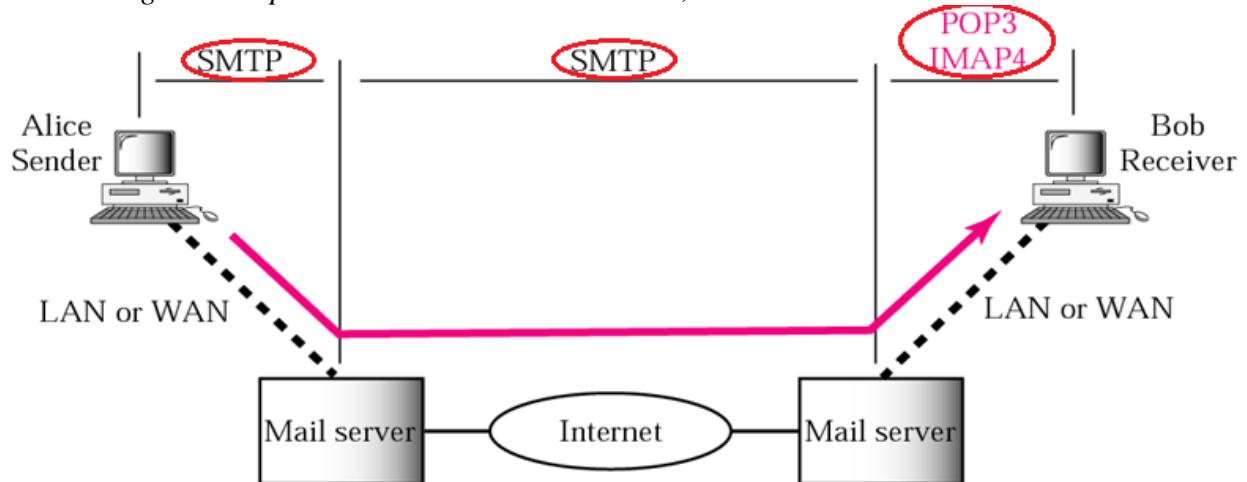 SMTP
SMTP
POP3
IMAP4
Alice
Sender
Bob
Receiver
LAN or WAN
LAN or WAN
Mail server
Internet
Mail server